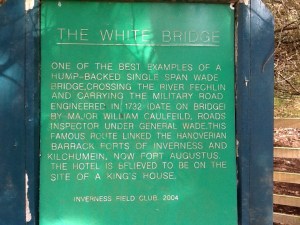 THE WHITE BRIDGE
ONE OF THE BEST EXAMPLES OF A
HUMP-BACKED SINGLE SPAN WADE
BRIDGE,CROSSING THE RIVER FECHLIN
AND CARRYING THE MILITARY ROAD
ENGINEERED IN 1732 (DATE ON BRIDGE)
BY MAJOR WILLIAM CAULFEILD, ROADS
INSPECTOR UNDER GENERAL WADE.THIS
FAMOUS ROUTE LINKED THE HANOVERIAN
BARRACK FORTS OF INVERNESS AND
KILCHUMEIN, NOW FORT AUGUSTUS.
THE HOTEL IS BELIEVED TO BE ON THE
SITE OF A KING'S HOUSE.
INVERNESS FIELD CLUB, 2004